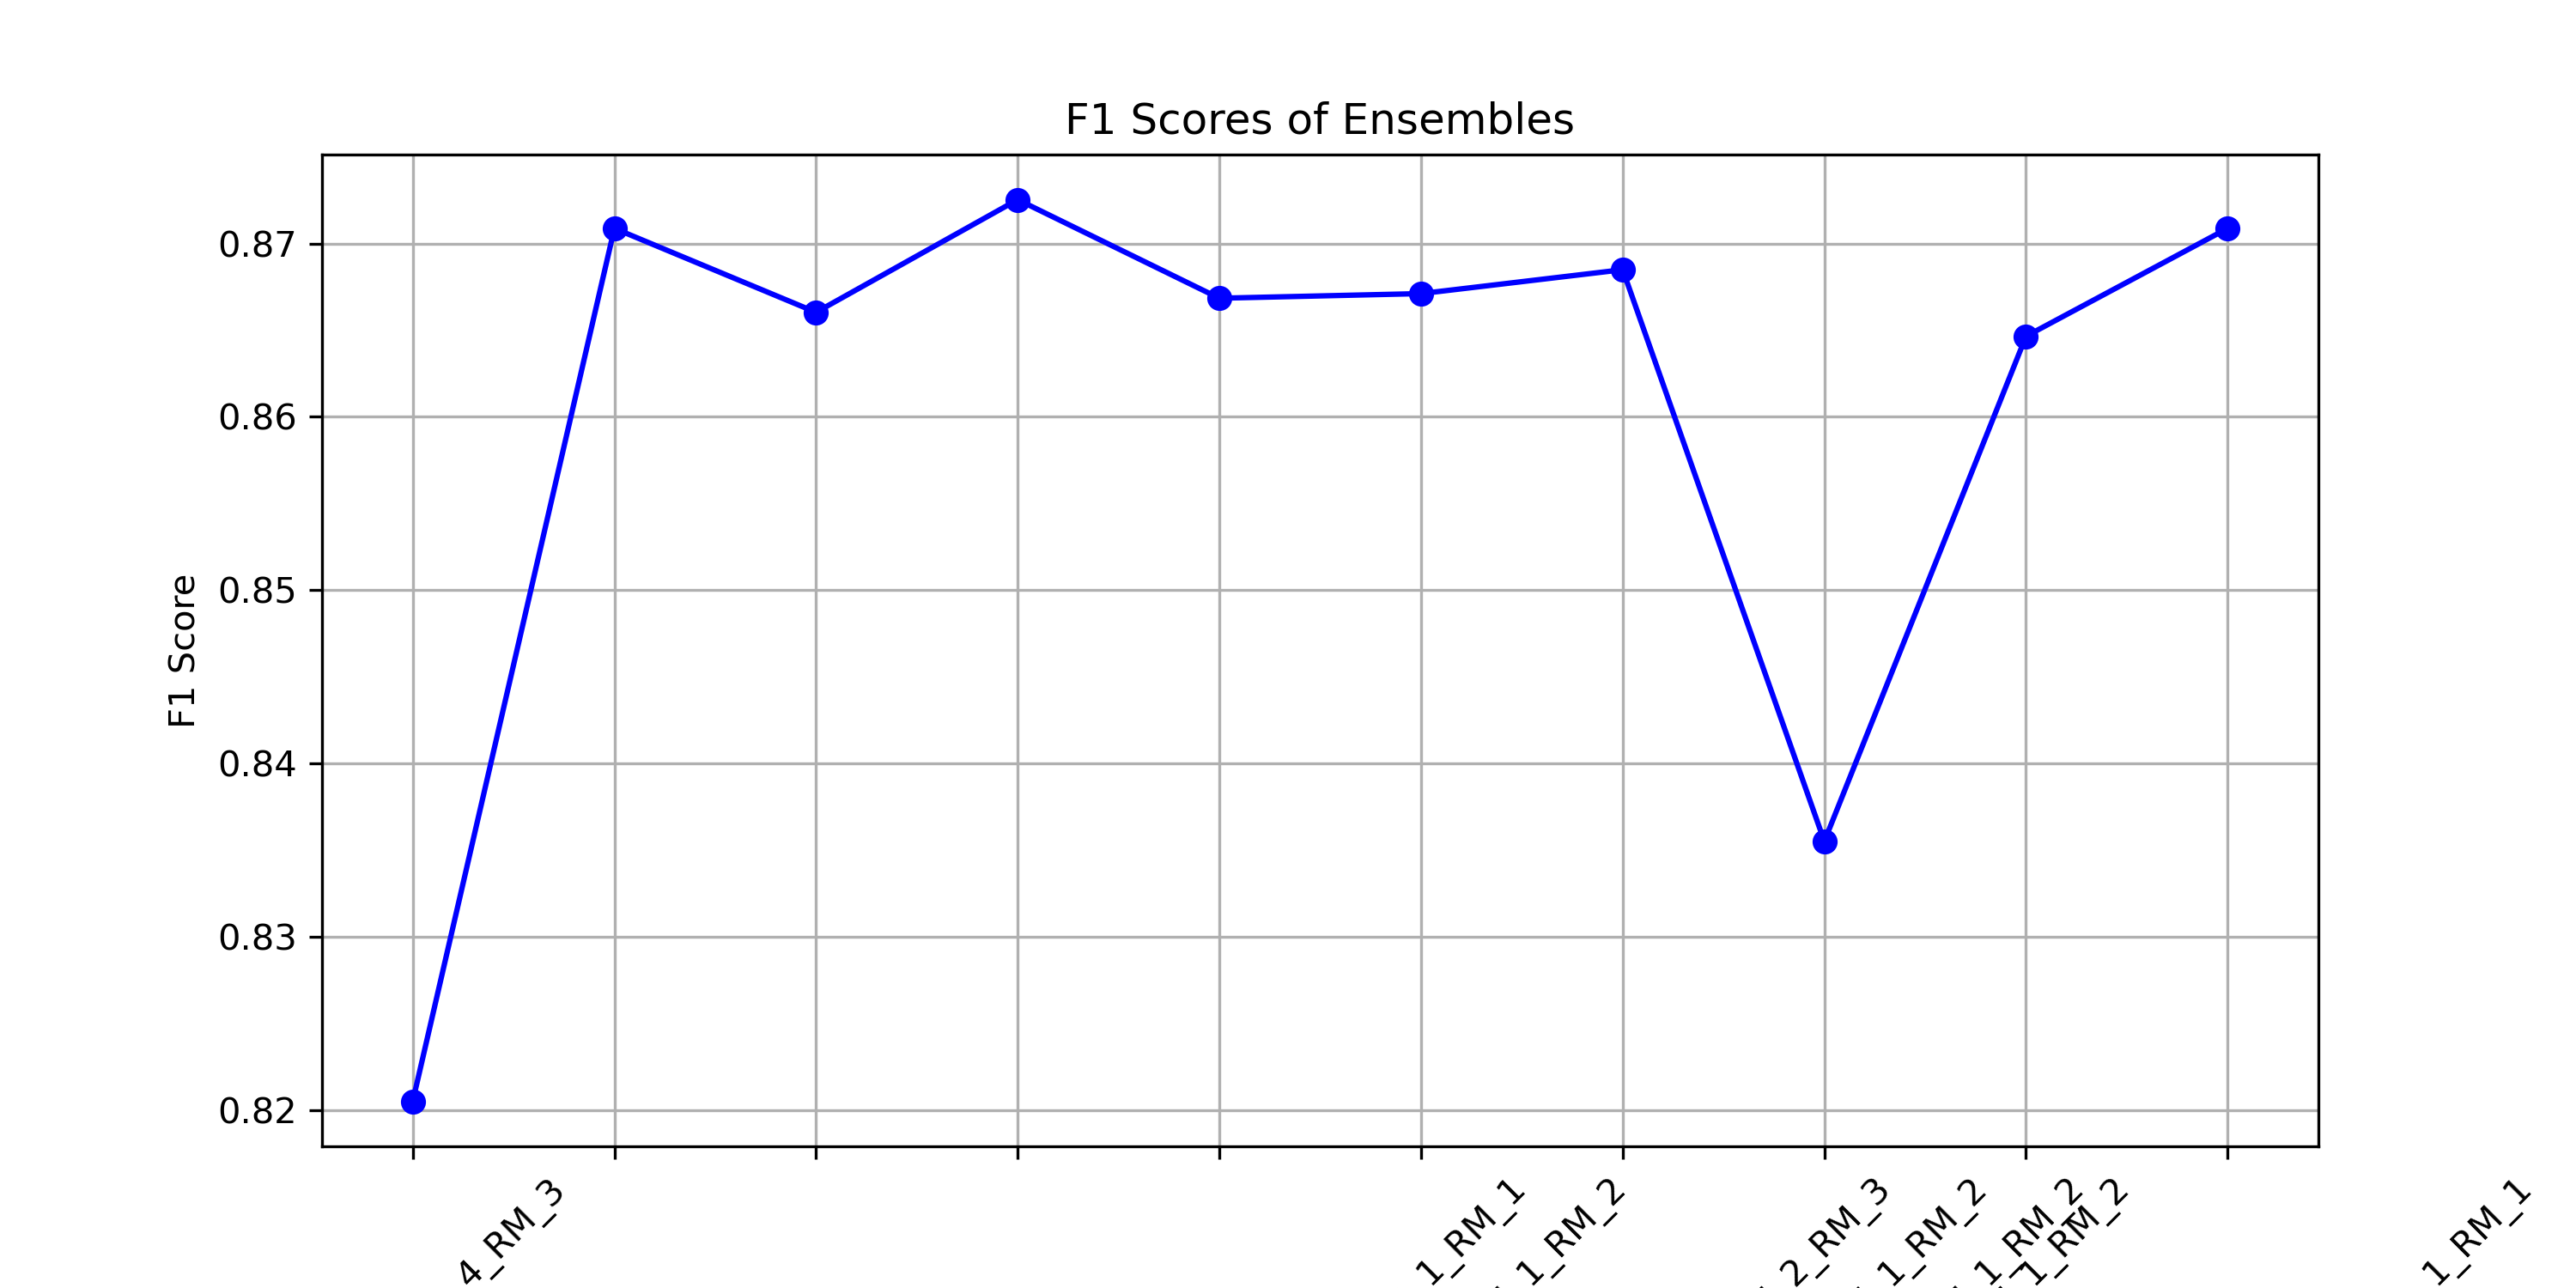 F1 Scores of Ensembles
F1 Score
0.87
0.86
0.85
0.84
0.83
0.82
4_RM_3
1_RM_1
1_RM_2
2_RM_3
1_RM_2
1_RM_2
1_RM_2
1_RM_1